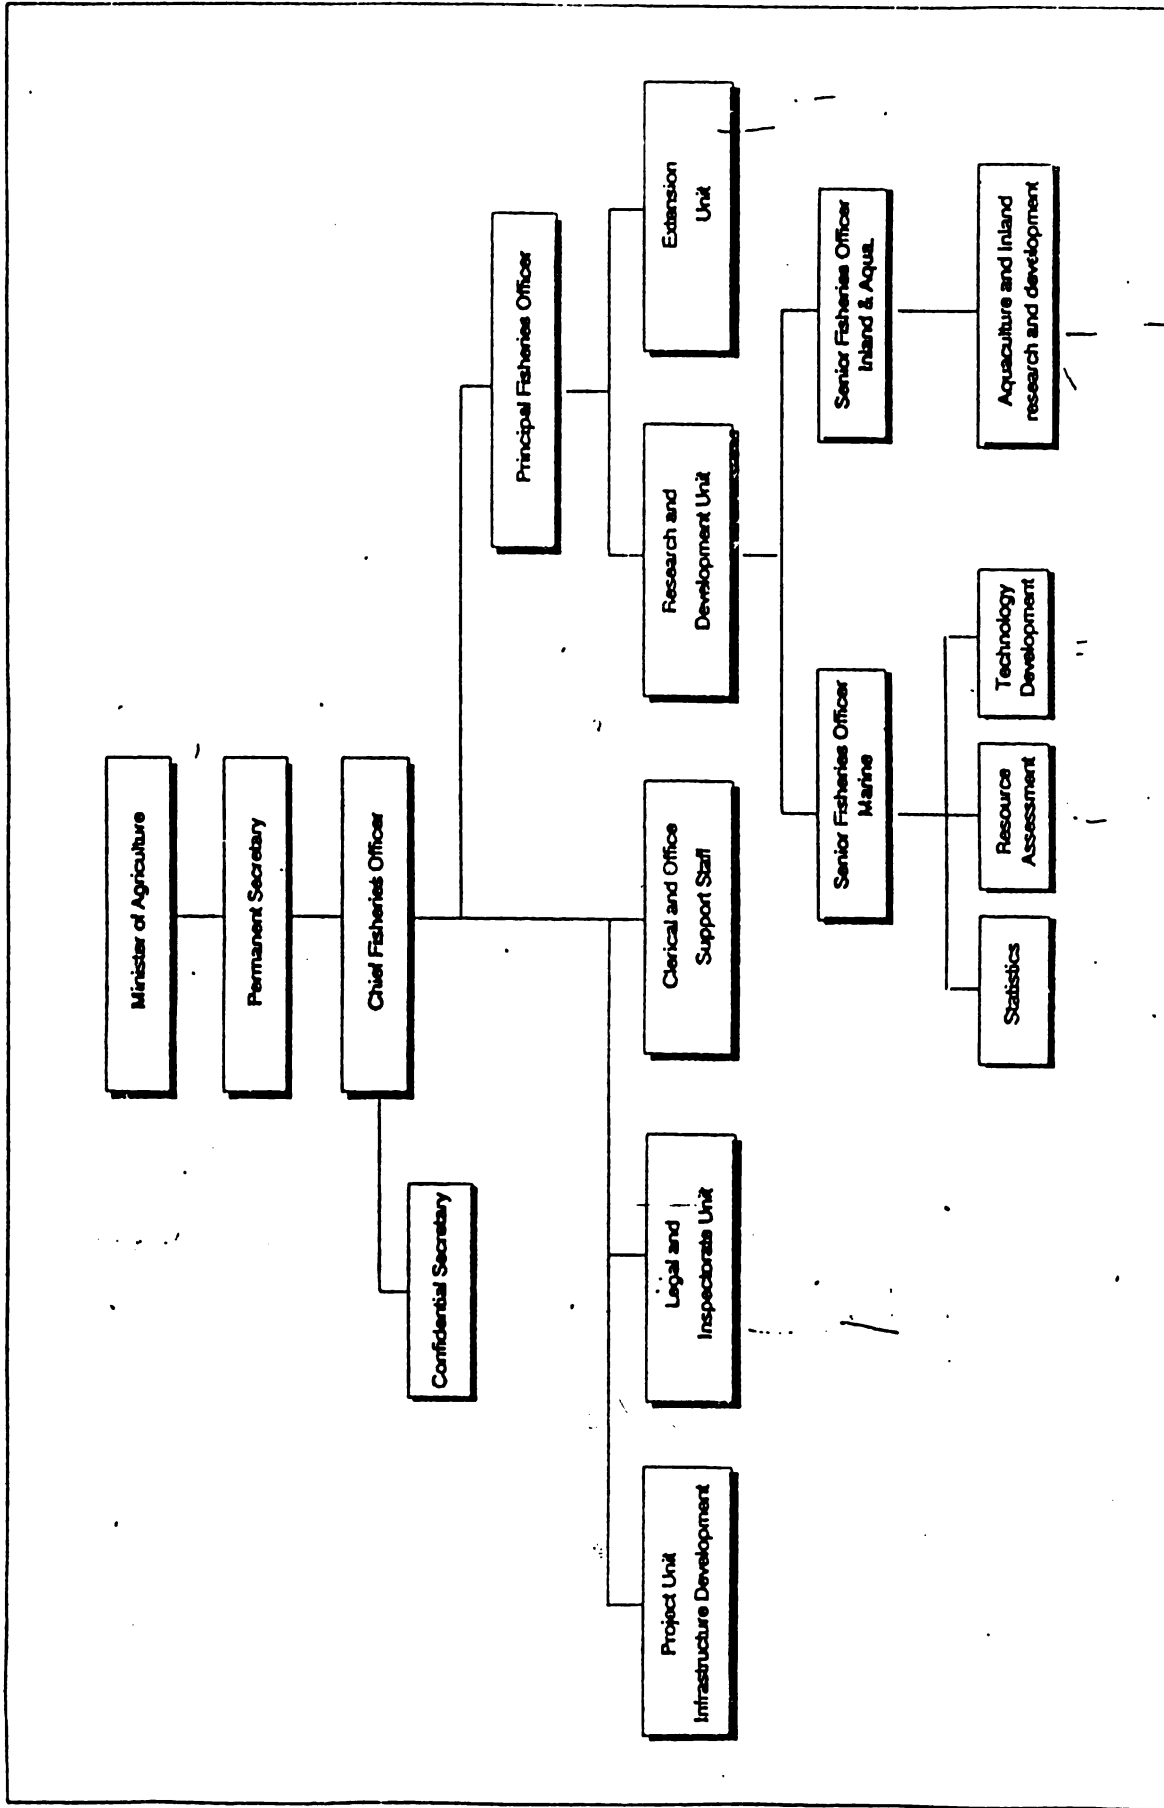 Minister of Agriculture
Permanent Secretary
Chief Fisheries Officer
Confidential Secretary
Principal Fisheries Officer
Project Unit
Infrastructure Development
Legal and
Inspectorate Unit
Clerical and Office
Support Staff
Research and
Development Unit
Extension
Unit
Senior Fisheries Officer
Marine
Senior Fisheries Officer
Inland & Aqua.
Statistics
Resource
Assessment
Technology
Development
Aquaculture and Inland
research and development